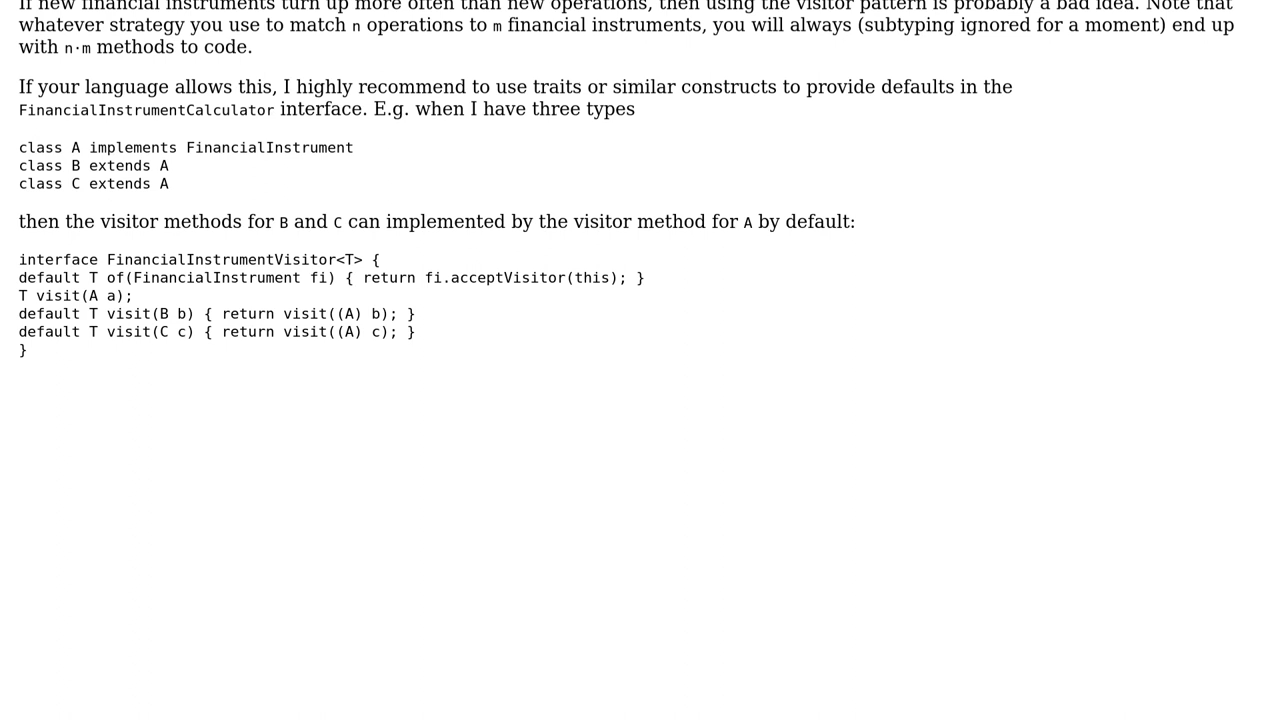 If new financial instruments turn up more often than new operations, then using the visitor pattern is probably a bad idea. Note that
whatever strategy you use to match n operations to m financial instruments, you will always (subtyping ignored for a moment) end up
with n·m methods to code.
If your language allows this, I highly recommend to use traits or similar constructs to provide defaults in the
FinancialInstrumentCalculator interface. E.g. when I have three types
class A implements FinancialInstrument
class B extends A
class C extends A
then the visitor methods for B and C can implemented by the visitor method for A by default:
interface FinancialInstrumentVisitor<T> {
default T of(FinancialInstrument fi) { return fi.acceptVisitor(this); }
T visit(A a);
default T visit(B b) { return visit((A) b); }
default T visit(C c) { return visit((A) c); }
}